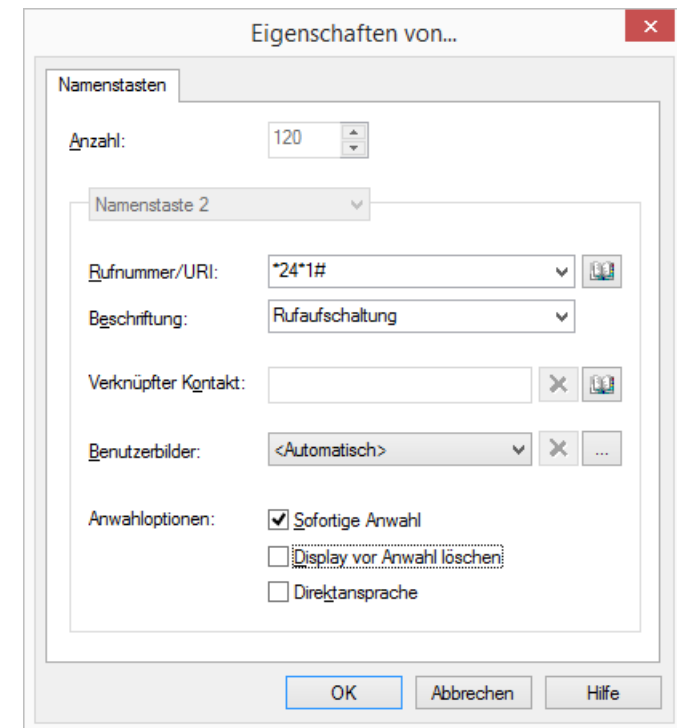 Eigenschaften von...
Namenstasten
Anzahl: 120
Namenstaste 2
Rufnummer/URI: *24*1#
Beschriftung: Rufaufschaltung
Verknüpfter Kontakt:
Benutzerbilder: <Automatisch> ...
Anwahloptionen: Sofortige Anwahl
Display vor Anwahl löschen
Direktansprache
OK Abbrechen Hilfe